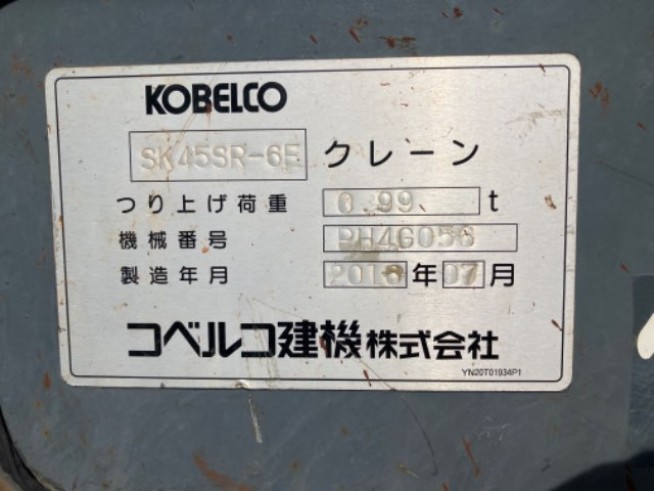 KOBELCO
SK45SR-6E クレーン
つり上げ荷重 0.99 t
機械番号
製造年月 年 07 月
コベルコ建機株式会社
YN20T01934P1